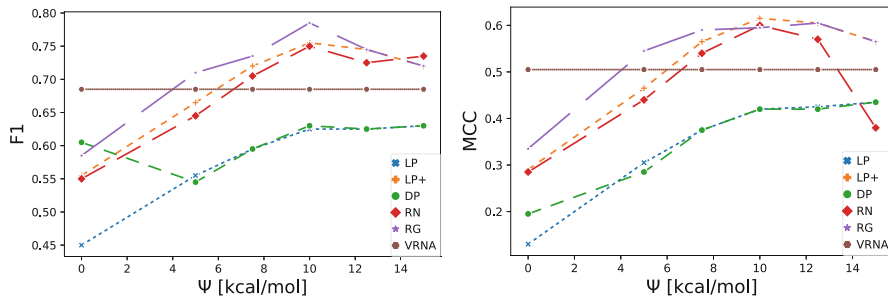 0.80
0.75
0.70
0.65
0.60
0.55
0.50
0.45
F1
0 2 4 6 8 10 12 14
Ψ [kcal/mol]
LP
LP+
DP
RN
RG
VRNA
0.6
0.5
0.4
0.3
0.2
MCC
0 2 4 6 8 10 12 14
Ψ [kcal/mol]
LP
LP+
DP
RN
RG
VRNA